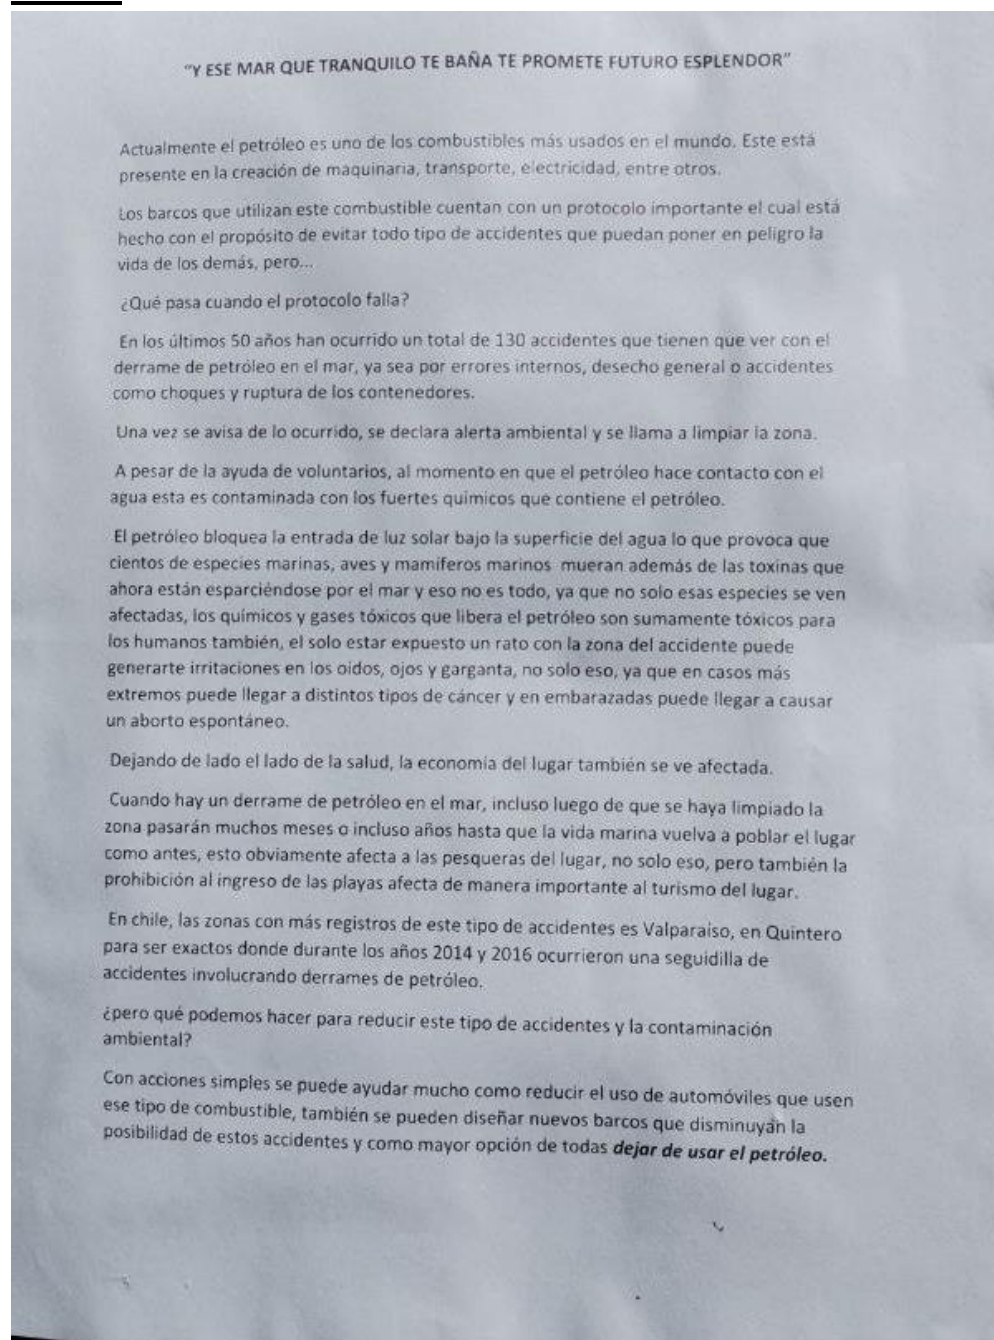 "Y ESE MAR QUE TRANQUILO TE BAÑA TE PROMETE FUTURO ESPLENDOR"
Actualmente el petróleo es uno de los combustibles más usados en el mundo. Este está
presente en la creación de maquinaria, transporte, electricidad, entre otros.
Los barcos que utilizan este combustible cuentan con un protocolo importante el cual está
hecho con el propósito de evitar todo tipo de accidentes que puedan poner en peligro la
vida de los demás, pero...
¿Qué pasa cuando el protocolo falla?
En los últimos 50 años han ocurrido un total de 130 accidentes que tienen que ver con el
derrame de petróleo en el mar, ya sea por errores internos, desecho general o accidentes
como choques y ruptura de los contenedores.
Una vez se avisa de lo ocurrido, se declara alerta ambiental y se llama a limpiar la zona.
A pesar de la ayuda de voluntarios, al momento en que el petróleo hace contacto con el
agua esta es contaminada con los fuertes químicos que contiene el petróleo.
El petróleo bloquea la entrada de luz solar bajo la superficie del agua lo que provoca que
cientos de especies marinas, aves y mamíferos marinos mueran además de las toxinas que
ahora están esparciéndose por el mar y eso no es todo, ya que no solo esas especies se ven
afectadas, los químicos y gases tóxicos que libera el petróleo son sumamente tóxicos para
los humanos también, el solo estar expuesto un rato con la zona del accidente puede
generarte irritaciones en los oídos, ojos y garganta, no solo eso, ya que en casos más
extremos puede llegar a distintos tipos de cáncer y en embarazadas puede llegar a causar
un aborto espontáneo.
Dejando de lado el lado de la salud, la economía del lugar también se ve afectada.
Cuando hay un derrame de petróleo en el mar, incluso luego de que se haya limpiado la
zona pasarán muchos meses o incluso años hasta que la vida marina vuelva a poblar el lugar
como antes, esto obviamente afecta a las pesqueras del lugar, no solo eso, pero también la
prohibición al ingreso de las playas afecta de manera importante al turismo del lugar.
En chile, las zonas con más registros de este tipo de accidentes es Valparaíso, en Quintero
para ser exactos donde durante los años 2014 y 2016 ocurrieron una seguidilla de
accidentes involucrando derrames de petróleo.
¿pero qué podemos hacer para reducir este tipo de accidentes y la contaminación
ambiental?
Con acciones simples se puede ayudar mucho como reducir el uso de automóviles que usen
ese tipo de combustible, también se pueden diseñar nuevos barcos que disminuyan la
posibilidad de estos accidentes y como mayor opción de todas dejar de usar el petróleo.